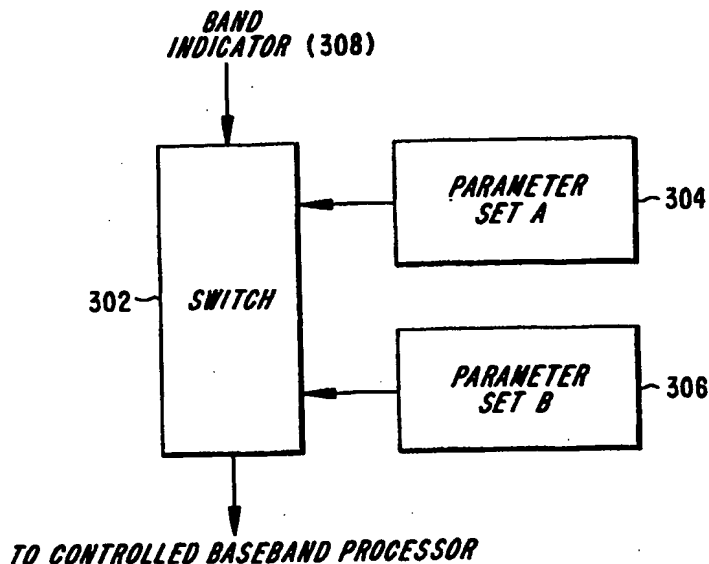 BAND
INDICATOR (308)
PARAMETER
SET A
304
302
SWITCH
PARAMETER
SET B
306
TO CONTROLLED BASEBAND PROCESSOR